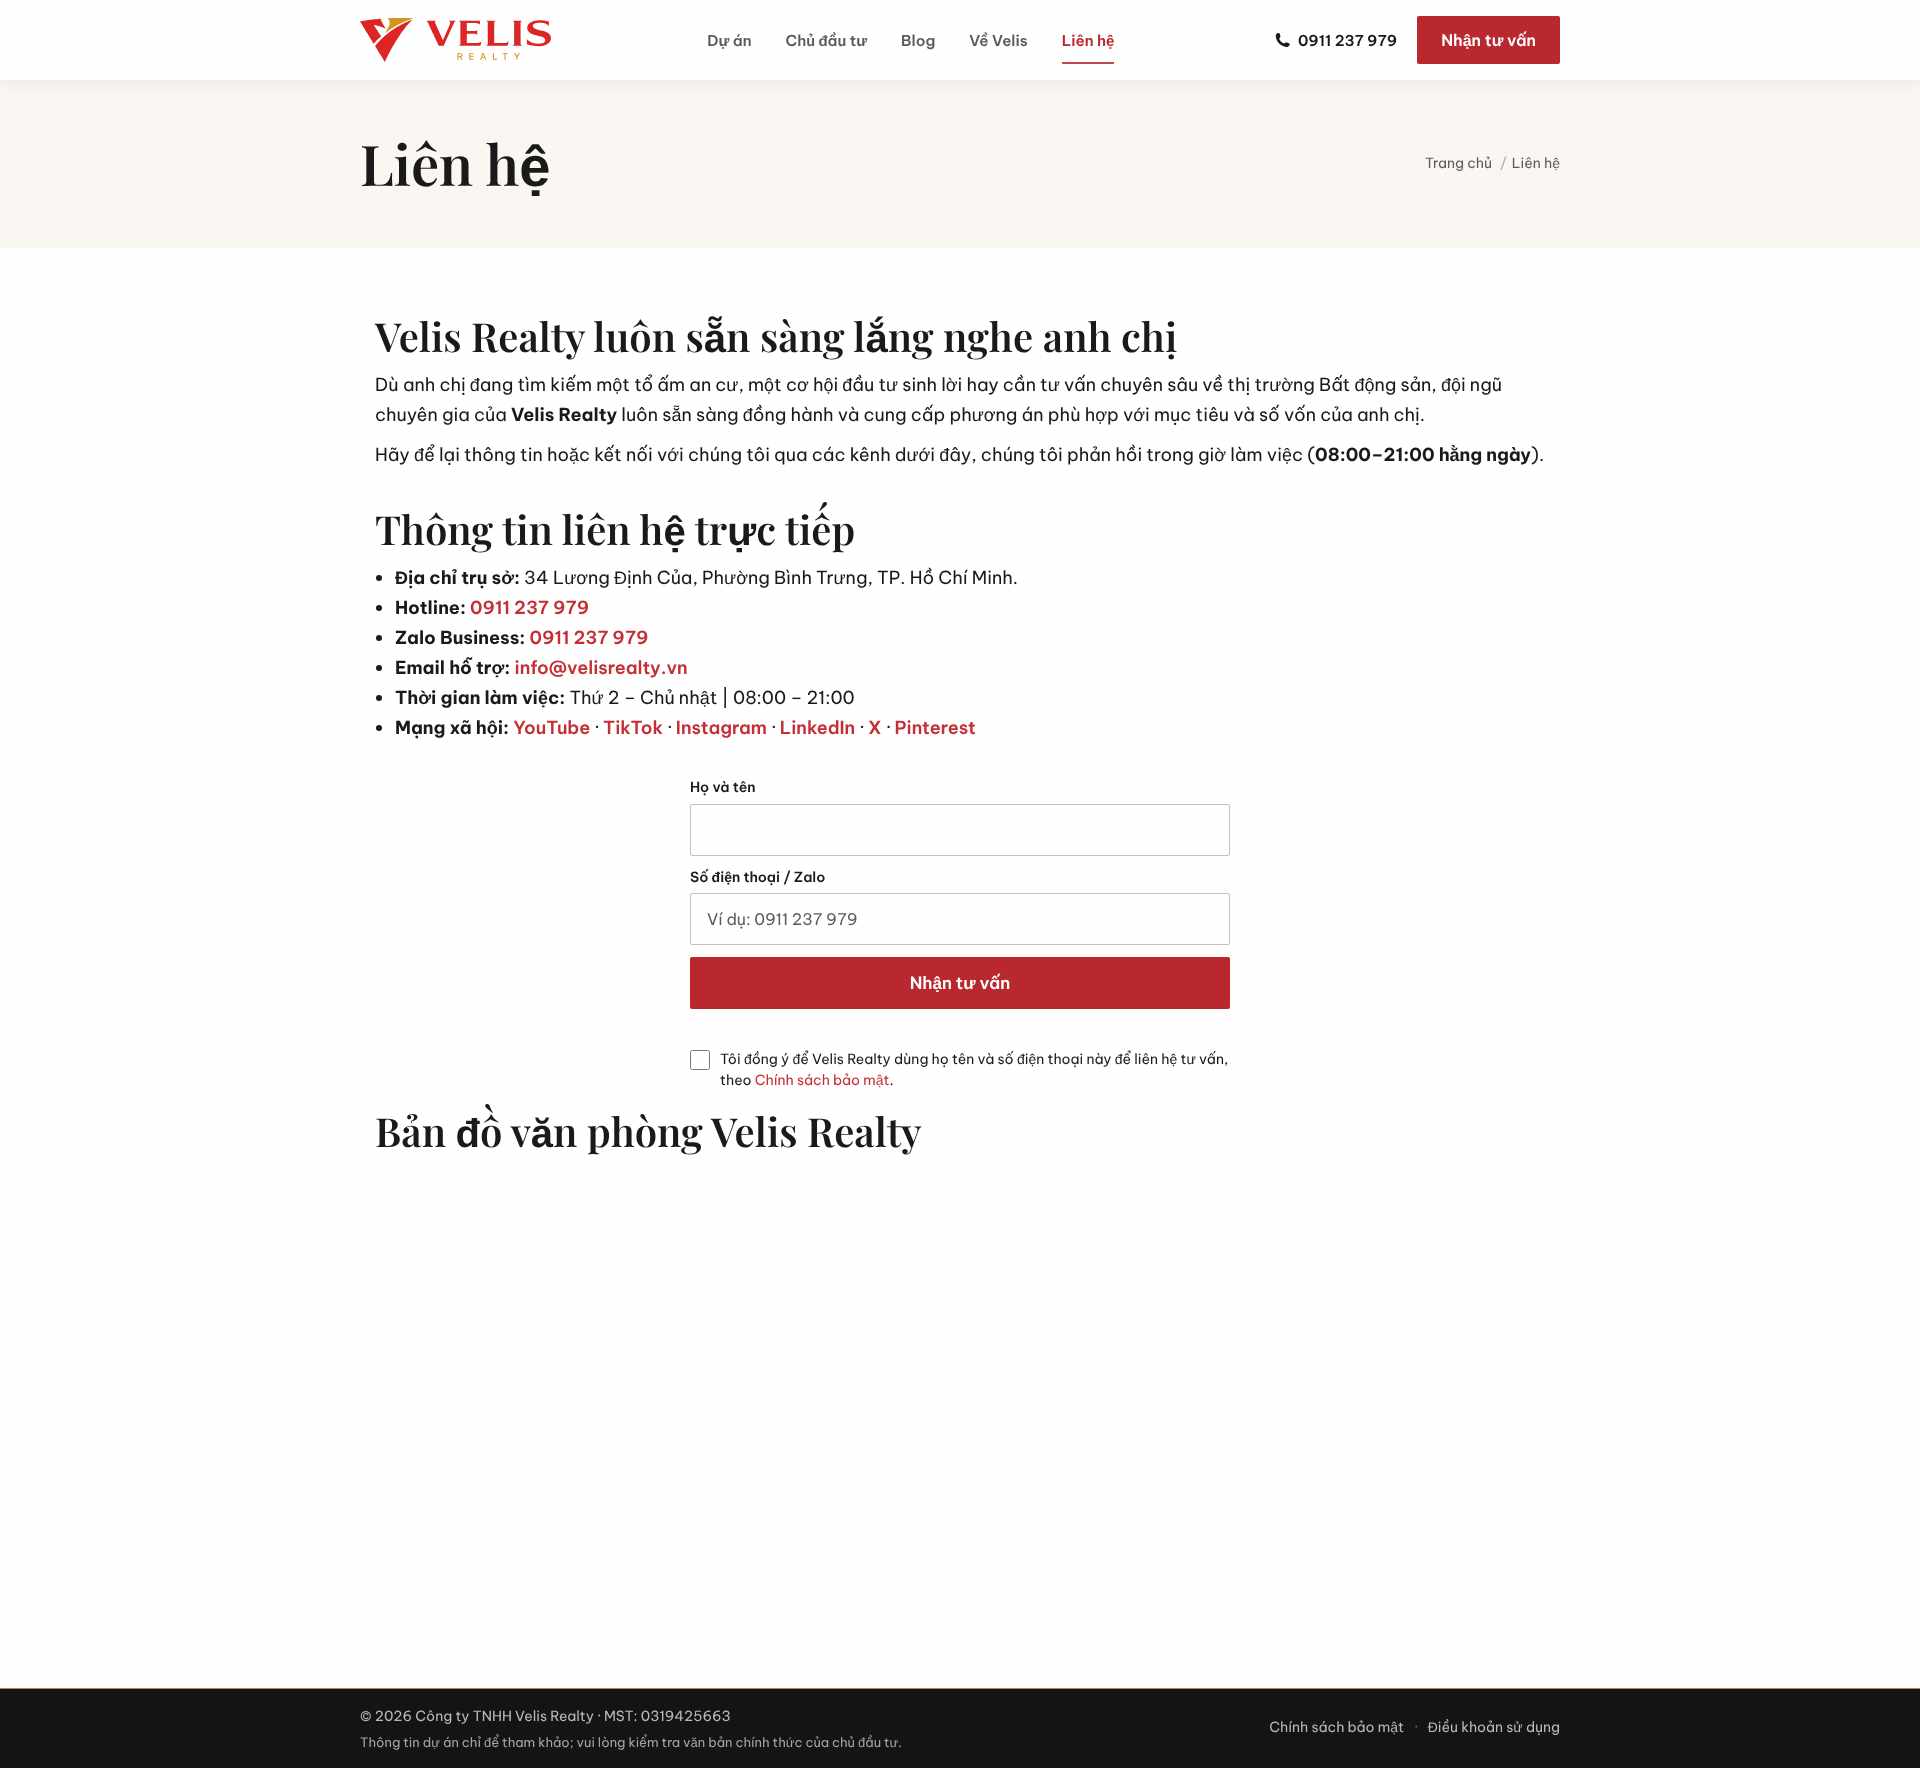 VELIS
REALTY
Dự án
Chủ đầu tư
Blog
Về Velis
Liên hệ
0911 237 979
Nhận tư vấn
Liên hệ
Trang chủ / Liên hệ
Velis Realty luôn sẵn sàng lắng nghe anh chị
Dù anh chị đang tìm kiếm một tổ ấm an cư, một cơ hội đầu tư sinh lời hay cần tư vấn chuyên sâu về thị trường Bất động sản, đội ngũ
chuyên gia của Velis Realty luôn sẵn sàng đồng hành và cung cấp phương án phù hợp với mục tiêu và số vốn của anh chị.
Hãy để lại thông tin hoặc kết nối với chúng tôi qua các kênh dưới đây, chúng tôi phản hồi trong giờ làm việc (08:00–21:00 hằng ngày).
Thông tin liên hệ trực tiếp
• Địa chỉ trụ sở: 34 Lương Định Của, Phường Bình Trưng, TP. Hồ Chí Minh.
• Hotline: 0911 237 979
• Zalo Business: 0911 237 979
• Email hỗ trợ: info@velisrealty.vn
• Thời gian làm việc: Thứ 2 – Chủ nhật | 08:00 – 21:00
• Mạng xã hội: YouTube · TikTok · Instagram · LinkedIn · X · Pinterest
Họ và tên
Số điện thoại / Zalo
Ví dụ: 0911 237 979
Nhận tư vấn
Tôi đồng ý để Velis Realty dùng họ tên và số điện thoại này để liên hệ tư vấn,
theo Chính sách bảo mật.
Bản đồ văn phòng Velis Realty
© 2026 Công ty TNHH Velis Realty · MST: 0319425663
Thông tin dự án chỉ để tham khảo; vui lòng kiểm tra văn bản chính thức của chủ đầu tư.
Chính sách bảo mật · Điều khoản sử dụng